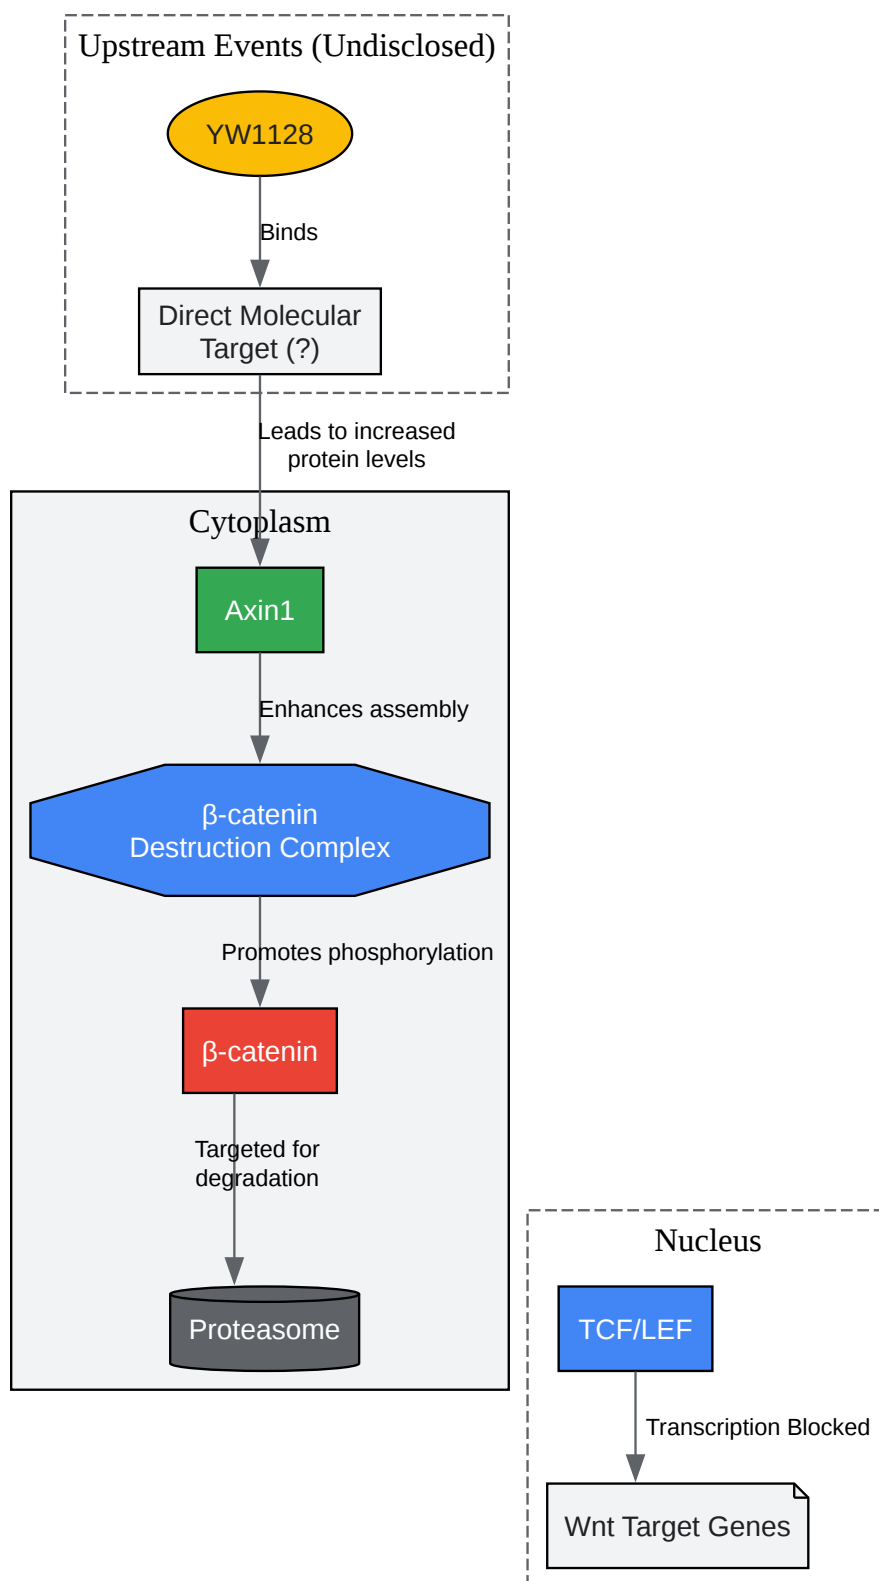 Upstream Events (Undisclosed)
YW1128
Binds
Direct Molecular
Target (?)
Leads to increased
protein levels
Cytoplasm
Axin1
Enhances assembly
β-catenin
Destruction Complex
Promotes phosphorylation
β-catenin
Targeted for
degradation
Proteasome
Nucleus
TCF/LEF
Transcription Blocked
Wnt Target Genes